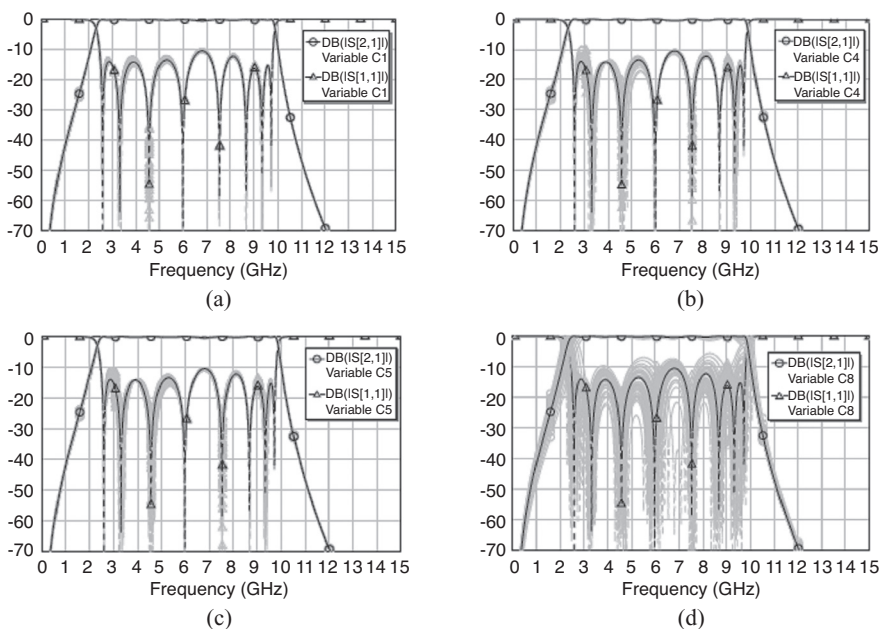 0
-10
-20
-30
-40
-50
-60
-70
DB(|S[2,1]|)
Variable C1
DB(|S[1,1]|)
Variable C1
0 1 2 3 4 5 6 7 8 9 10 11 12 13 14 15
Frequency (GHz)
(a)
0
-10
-20
-30
-40
-50
-60
-70
DB(|S[2,1]|)
Variable C4
DB(|S[1,1]|)
Variable C4
0 1 2 3 4 5 6 7 8 9 10 11 12 13 14 15
Frequency (GHz)
(b)
0
-10
-20
-30
-40
-50
-60
-70
DB(|S[2,1]|)
Variable C5
DB(|S[1,1]|)
Variable C5
0 1 2 3 4 5 6 7 8 9 10 11 12 13 14 15
Frequency (GHz)
(c)
0
-10
-20
-30
-40
-50
-60
-70
DB(|S[2,1]|)
Variable C8
DB(|S[1,1]|)
Variable C8
0 1 2 3 4 5 6 7 8 9 10 11 12 13 14 15
Frequency (GHz)
(d)